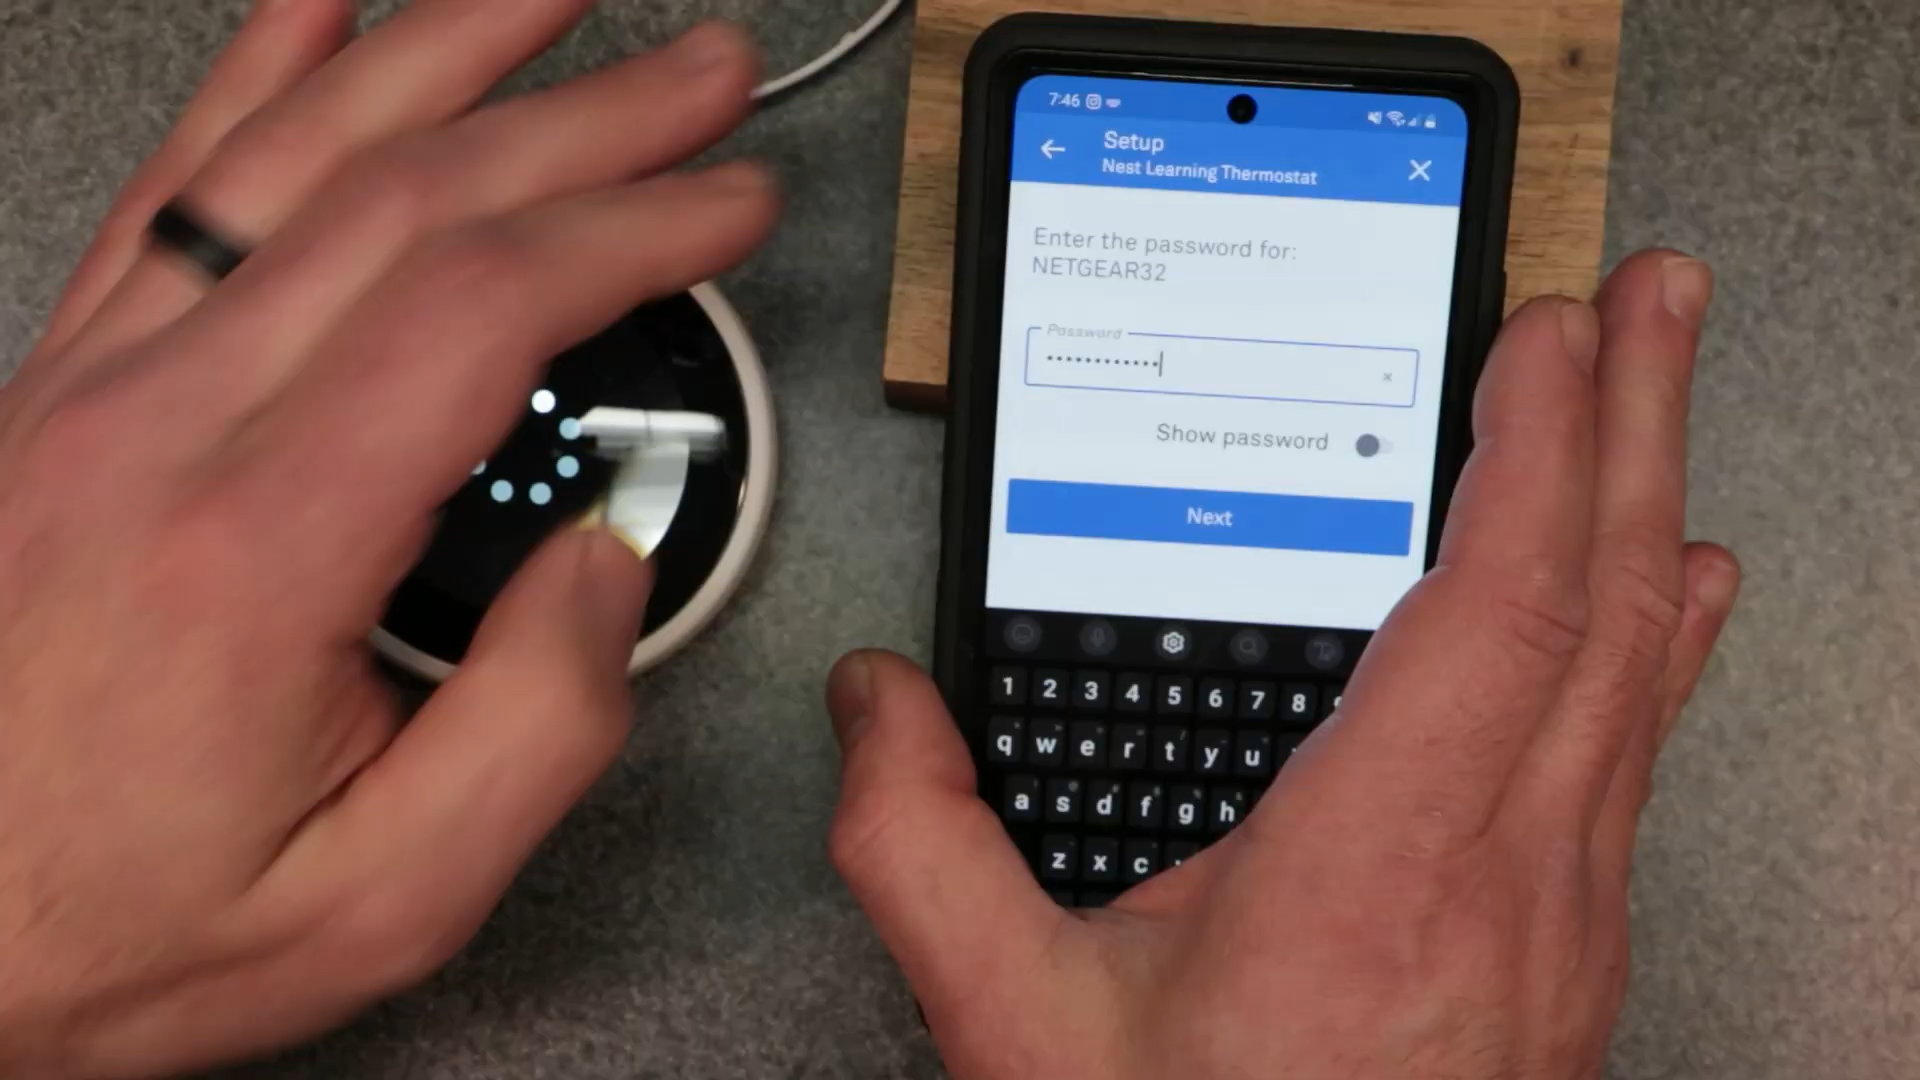 7:46
Setup
Nest Learning Thermostat
Enter the password for:
NETGEAR32
Password
••••••••••••
Show password
Next
1 2 3 4 5 6 7 8
q w e r t y u
a s d f g h
z x c